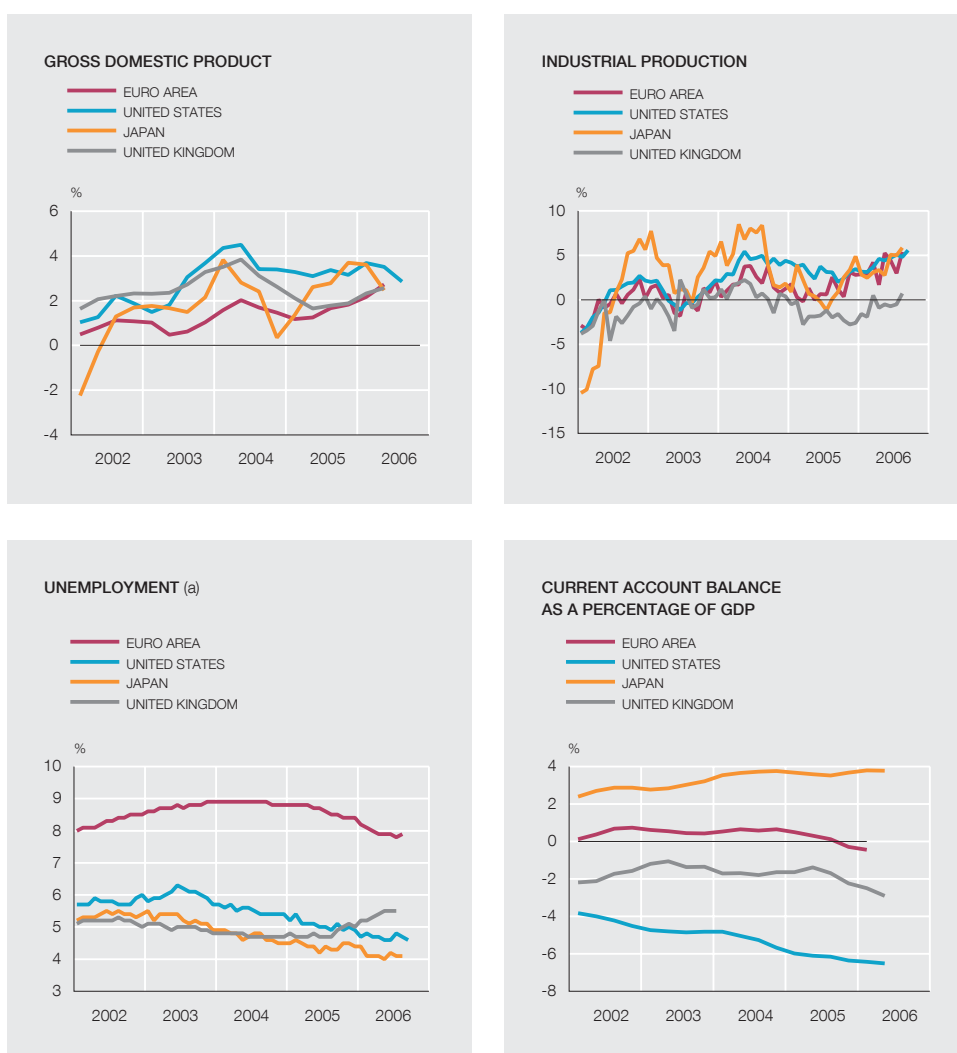 GROSS DOMESTIC PRODUCT
EURO AREA
UNITED STATES
JAPAN
UNITED KINGDOM
%
6
4
2
0
-2
-4
2002 2003 2004 2005 2006
INDUSTRIAL PRODUCTION
EURO AREA
UNITED STATES
JAPAN
UNITED KINGDOM
%
10
5
0
-5
-10
-15
2002 2003 2004 2005 2006
UNEMPLOYMENT (a)
EURO AREA
UNITED STATES
JAPAN
UNITED KINGDOM
%
10
9
8
7
6
5
4
3
2002 2003 2004 2005 2006
CURRENT ACCOUNT BALANCE
AS A PERCENTAGE OF GDP
EURO AREA
UNITED STATES
JAPAN
UNITED KINGDOM
%
4
2
0
-2
-4
-6
-8
2002 2003 2004 2005 2006